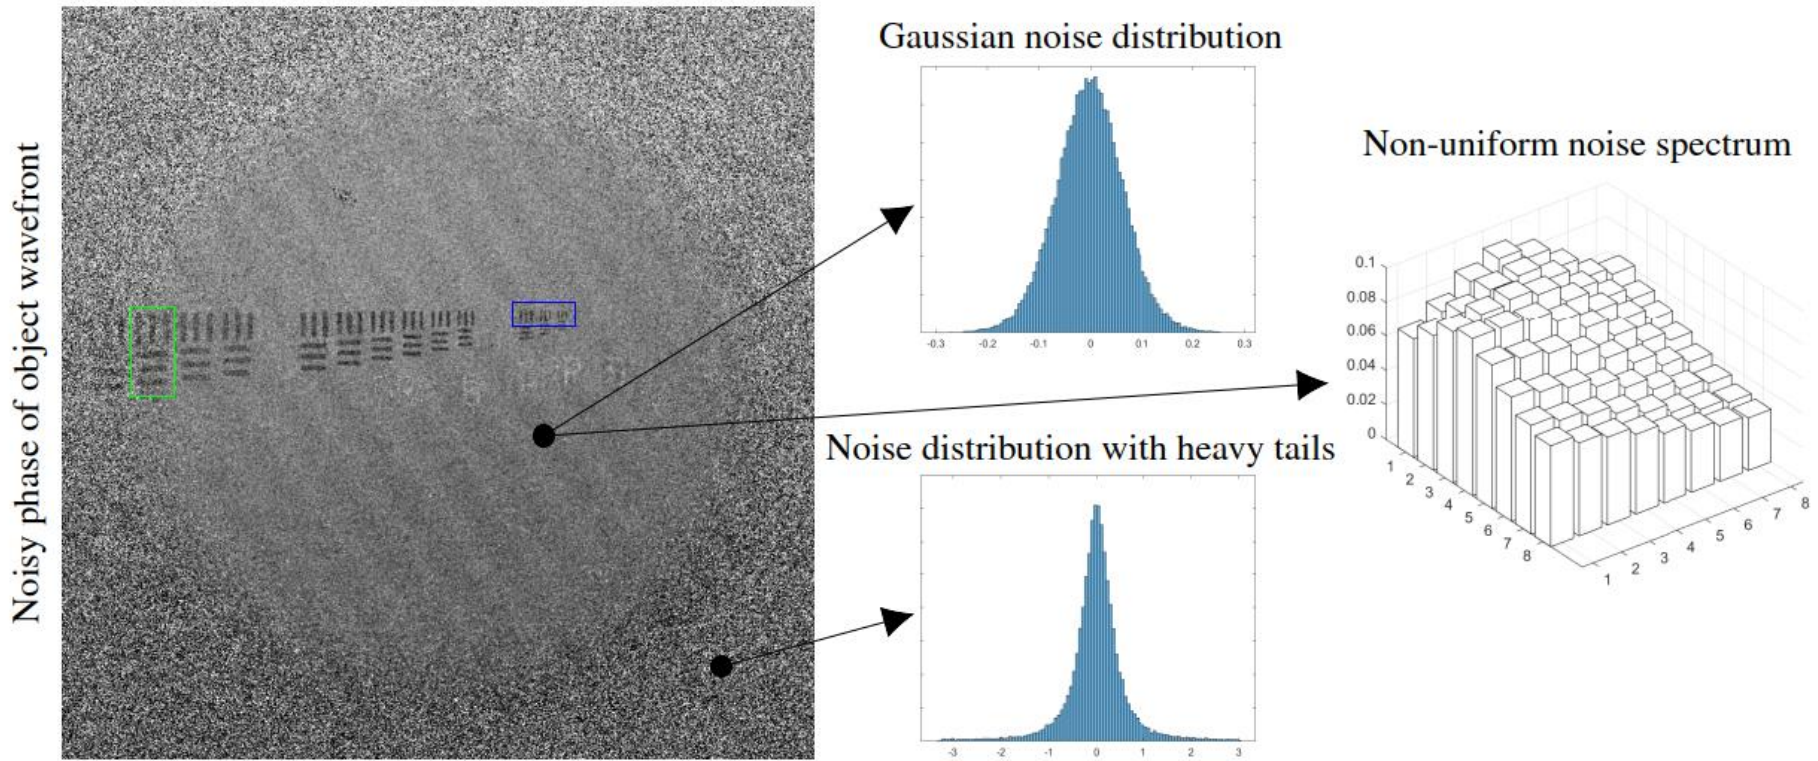 Noisy phase of object wavefront
Gaussian noise distribution
-0.3 -0.2 -0.1 0 0.1 0.2 0.3
Noise distribution with heavy tails
-3 -2 -1 0 1 2 3
Non-uniform noise spectrum
0.1
0.08
0.06
0.04
0.02
0
1 2 3 4 5 6 7 8
1 2 3 4 5 6 7 8